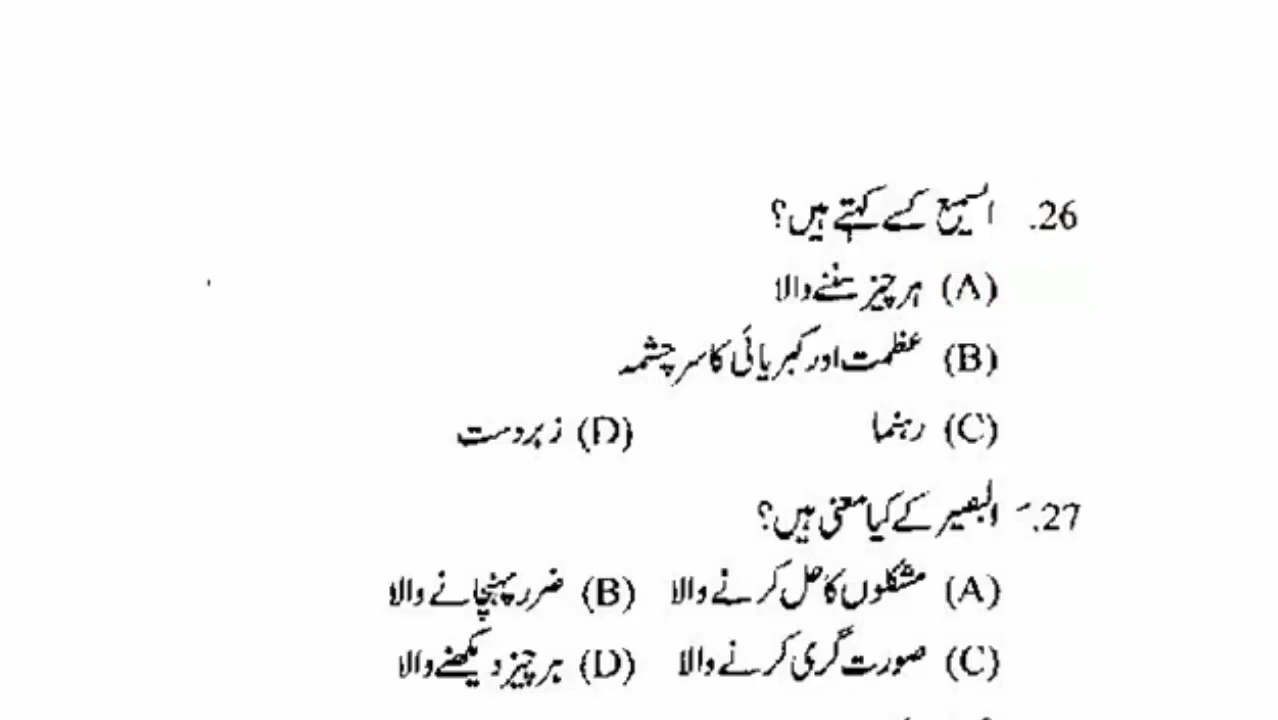 26. السمیع کسے کہتے ہیں؟
(A) ہر چیز سننے والا
(B) عظمت اور کبریائی کا سرچشمہ
(C) رہنما (D) زبردست
27. البصیر کے کیا معنی ہیں؟
(A) مشکلوں کا حل کرنے والا (B) ضرر پہنچانے والا
(C) صورت گری کرنے والا (D) ہر چیز دیکھنے والا